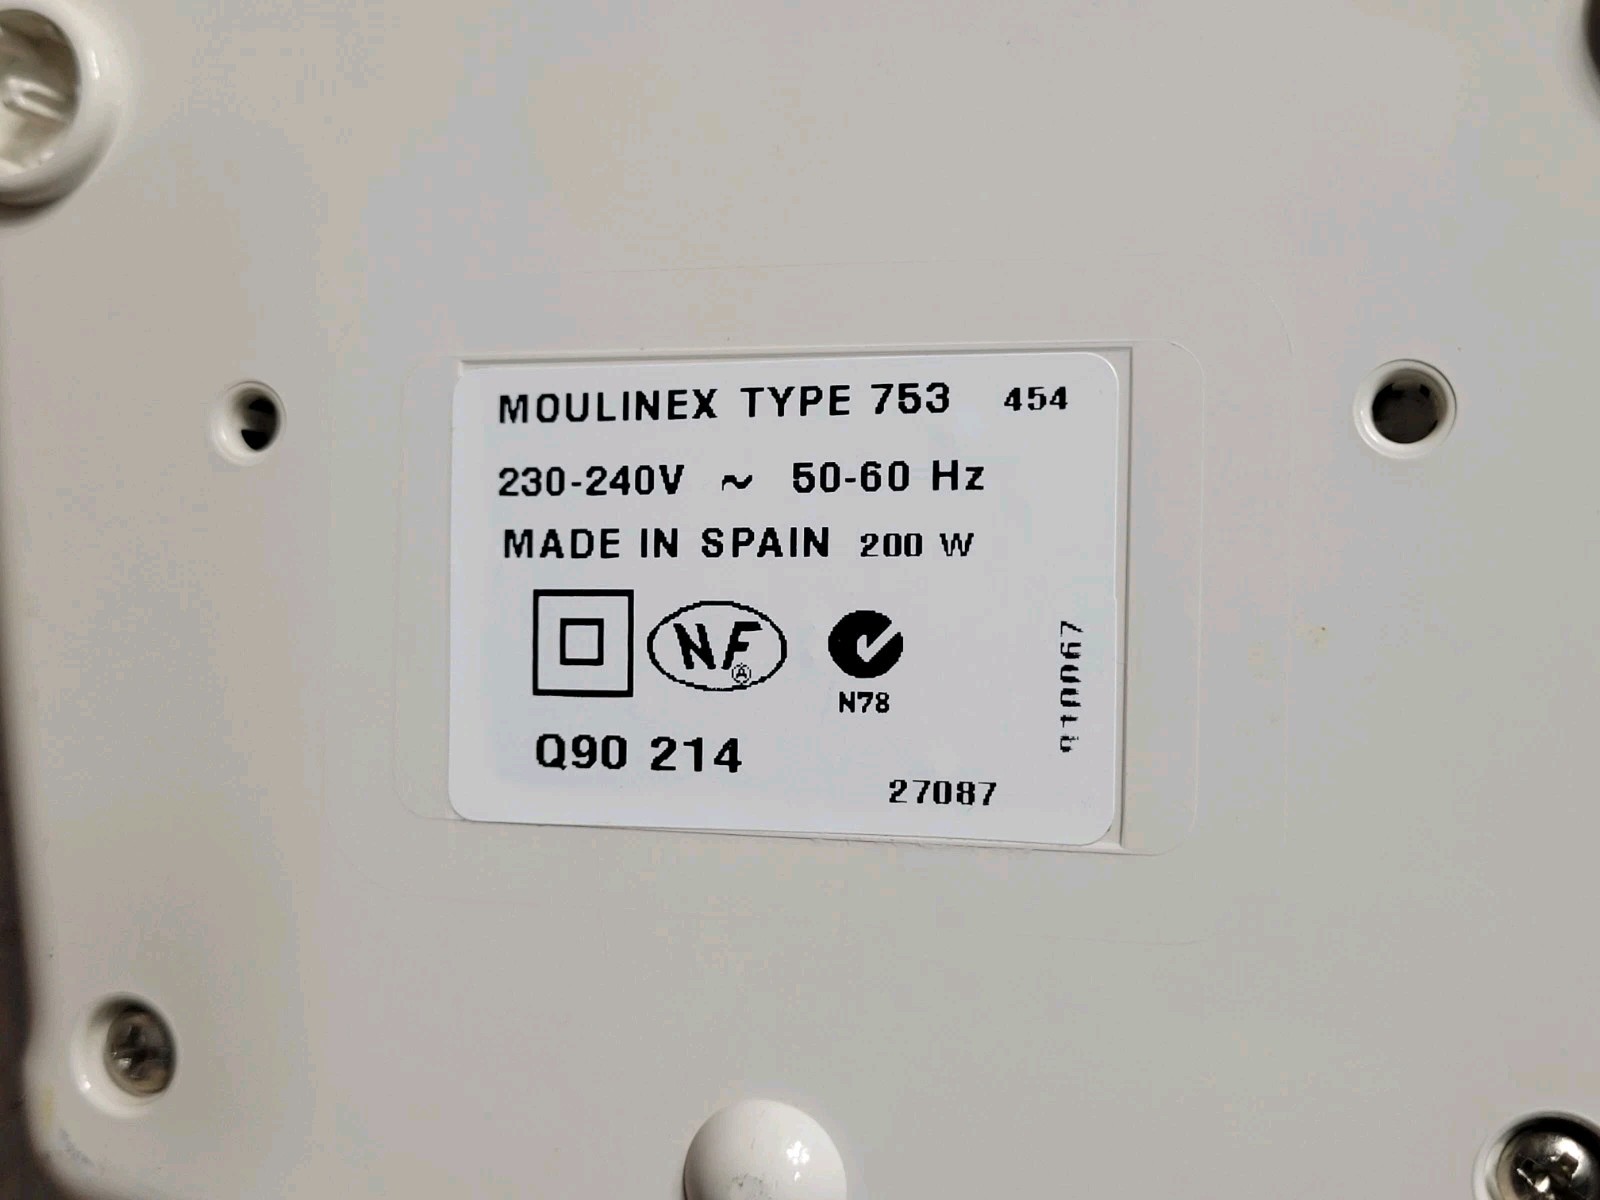 MOULINEX TYPE 753 454
230-240V ~ 50-60 Hz
MADE IN SPAIN 200 W
NF
N78
Q90 214
27087